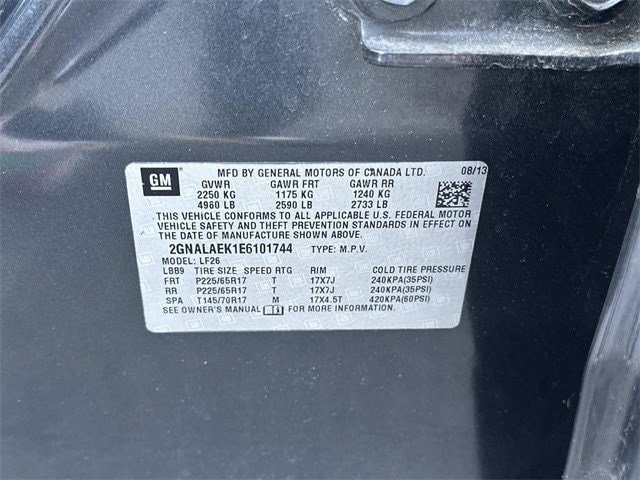 GM
MFD BY GENERAL MOTORS OF CANADA LTD. 08/13
GVWR GAWR FRT GAWR RR
2250 KG 1175 KG 1240 KG
4960 LB 2590 LB 2733 LB
THIS VEHICLE CONFORMS TO ALL APPLICABLE U.S. FEDERAL MOTOR
VEHICLE SAFETY AND THEFT PREVENTION STANDARDS IN EFFECT ON
THE DATE OF MANUFACTURE SHOWN ABOVE.
2GNALAEK1E6101744 TYPE: M.P.V.
MODEL: LF26
LBB9 TIRE SIZE SPEED RTG RIM COLD TIRE PRESSURE
FRT P225/65R17 T 17X7J 240KPA(35PSI)
RR P225/65R17 T 17X7J 240KPA(35PSI)
SPA T145/70R17 M 17X4.5T 420KPA(60PSI)
SEE OWNER'S MANUAL FOR MORE INFORMATION.